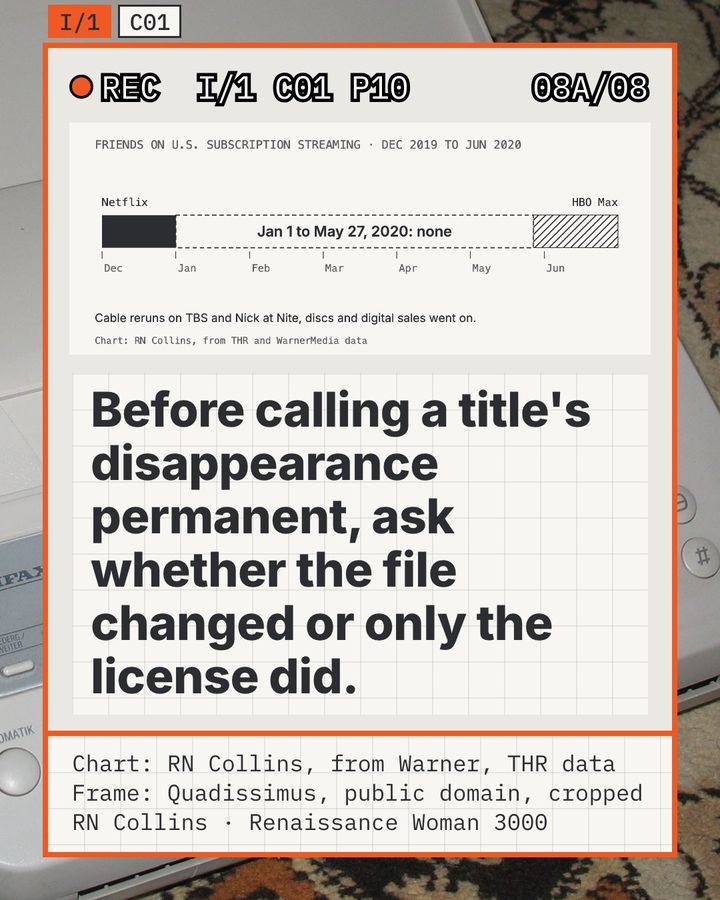 I/1 C01
REC I/1 C01 P10 08A/08
FRIENDS ON U.S. SUBSCRIPTION STREAMING · DEC 2019 TO JUN 2020
Netflix HBO Max
Jan 1 to May 27, 2020: none
Dec Jan Feb Mar Apr May Jun
Cable reruns on TBS and Nick at Nite, discs and digital sales went on.
Chart: RN Collins, from THR and WarnerMedia data
Before calling a title's
disappearance
permanent, ask
whether the file
changed or only the
license did.
Chart: RN Collins, from Warner, THR data
Frame: Quadissimus, public domain, cropped
RN Collins · Renaissance Woman 3000